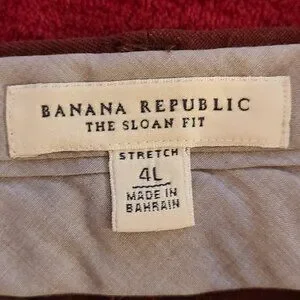 BANANA REPUBLIC
THE SLOAN FIT
STRETCH
4L
MADE IN
BAHRAIN